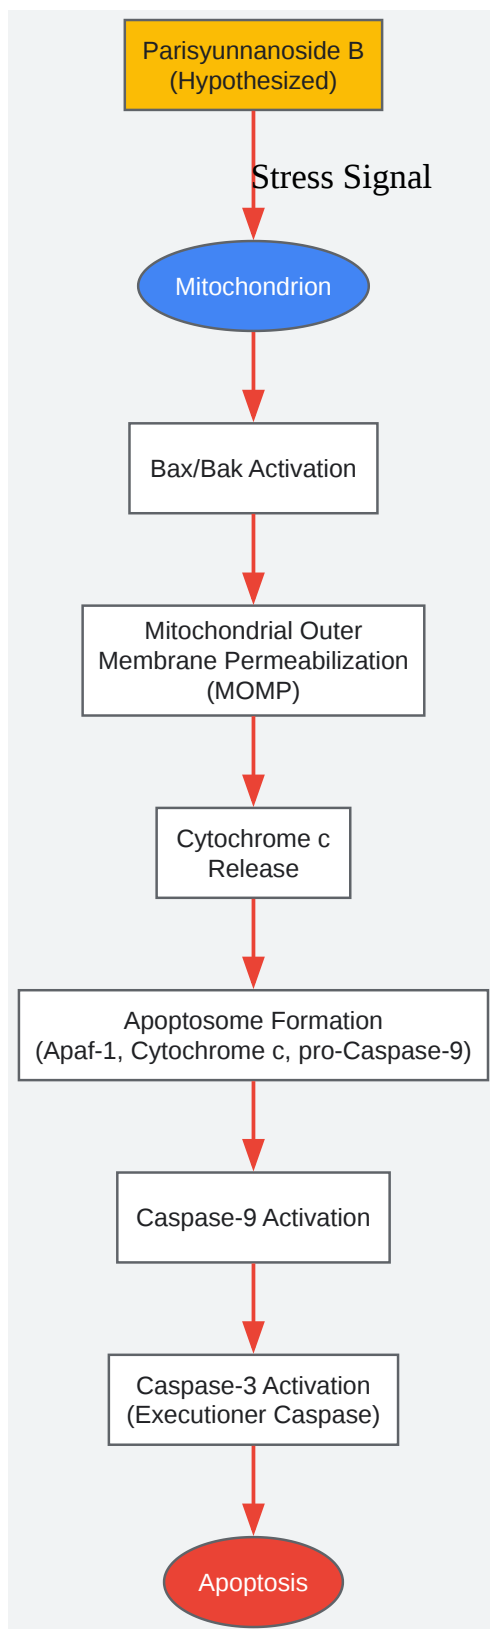 Parisyunnanoside B
(Hypothesized)
Stress Signal
Mitochondrion
Bax/Bak Activation
Mitochondrial Outer
Membrane Permeabilization
(MOMP)
Cytochrome c
Release
Apoptosome Formation
(Apaf-1, Cytochrome c, pro-Caspase-9)
Caspase-9 Activation
Caspase-3 Activation
(Executioner Caspase)
Apoptosis